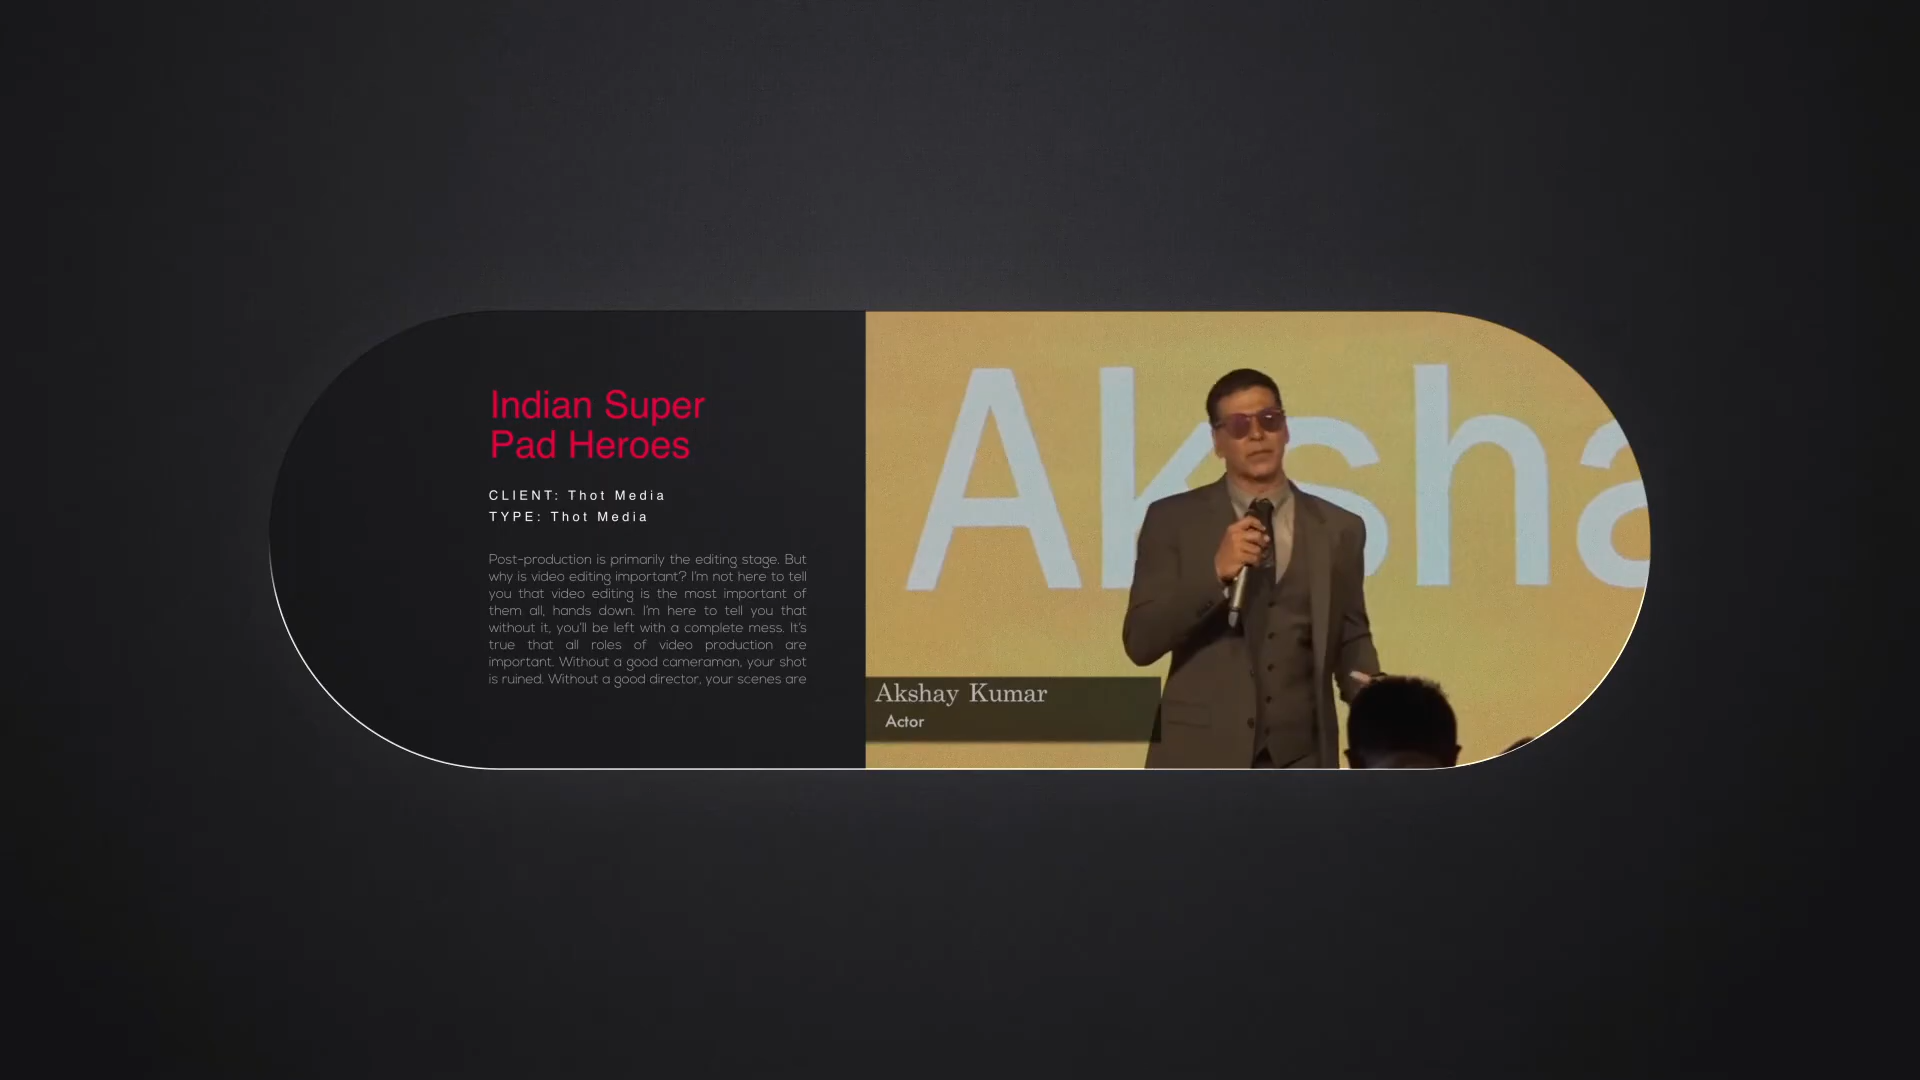 Indian Super
Pad Heroes
CLIENT: Thot Media
TYPE: Thot Media
Post-production is primarily the editing stage. But
why is video editing important? I'm not here to tell
you that video editing is the most important of
them all, hands down. I'm here to tell you that
without it, you'll be left with a complete mess. It's
true that all roles of video production are
important. Without a good cameraman, your shot
is ruined. Without a good director, your scenes are
Aksha
Akshay Kumar
Actor